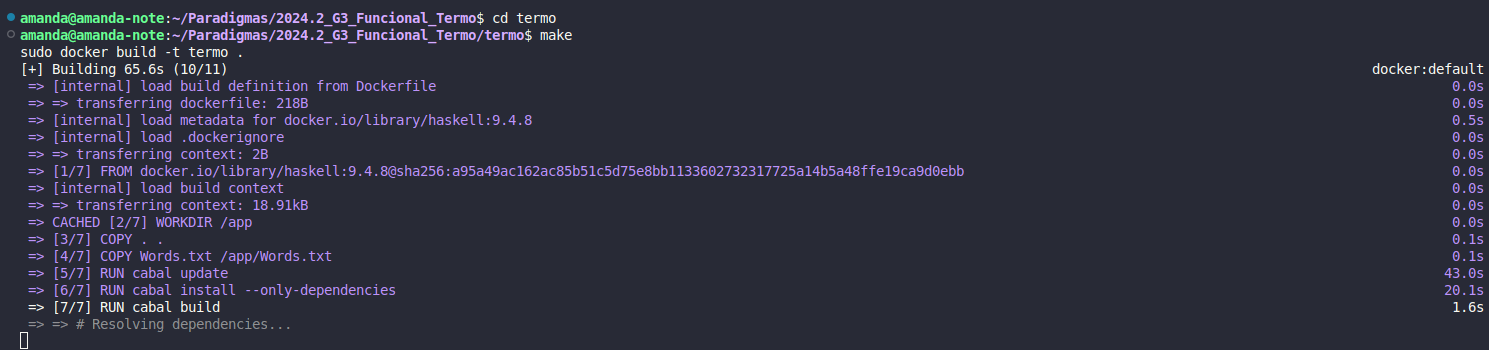 amanda@amanda-note:~/Paradigmas/2024.2_G3_Funcional_Termo$ cd termo
amanda@amanda-note:~/Paradigmas/2024.2_G3_Funcional_Termo/termo$ make
sudo docker build -t termo .
[+] Building 65.6s (10/11) docker:default
=> [internal] load build definition from Dockerfile 0.0s
=> => transferring dockerfile: 218B 0.0s
=> [internal] load metadata for docker.io/library/haskell:9.4.8 0.5s
=> [internal] load .dockerignore 0.0s
=> => transferring context: 2B 0.0s
=> [1/7] FROM docker.io/library/haskell:9.4.8@sha256:a95a49ac162ac85b51c5d75e8bb1133602732317725a14b5a48ffe19ca9d0ebb 0.0s
=> [internal] load build context 0.0s
=> => transferring context: 18.91kB 0.0s
=> CACHED [2/7] WORKDIR /app 0.0s
=> [3/7] COPY . . 0.1s
=> [4/7] COPY Words.txt /app/Words.txt 0.1s
=> [5/7] RUN cabal update 43.0s
=> [6/7] RUN cabal install --only-dependencies 20.1s
=> [7/7] RUN cabal build 1.6s
=> => # Resolving dependencies...